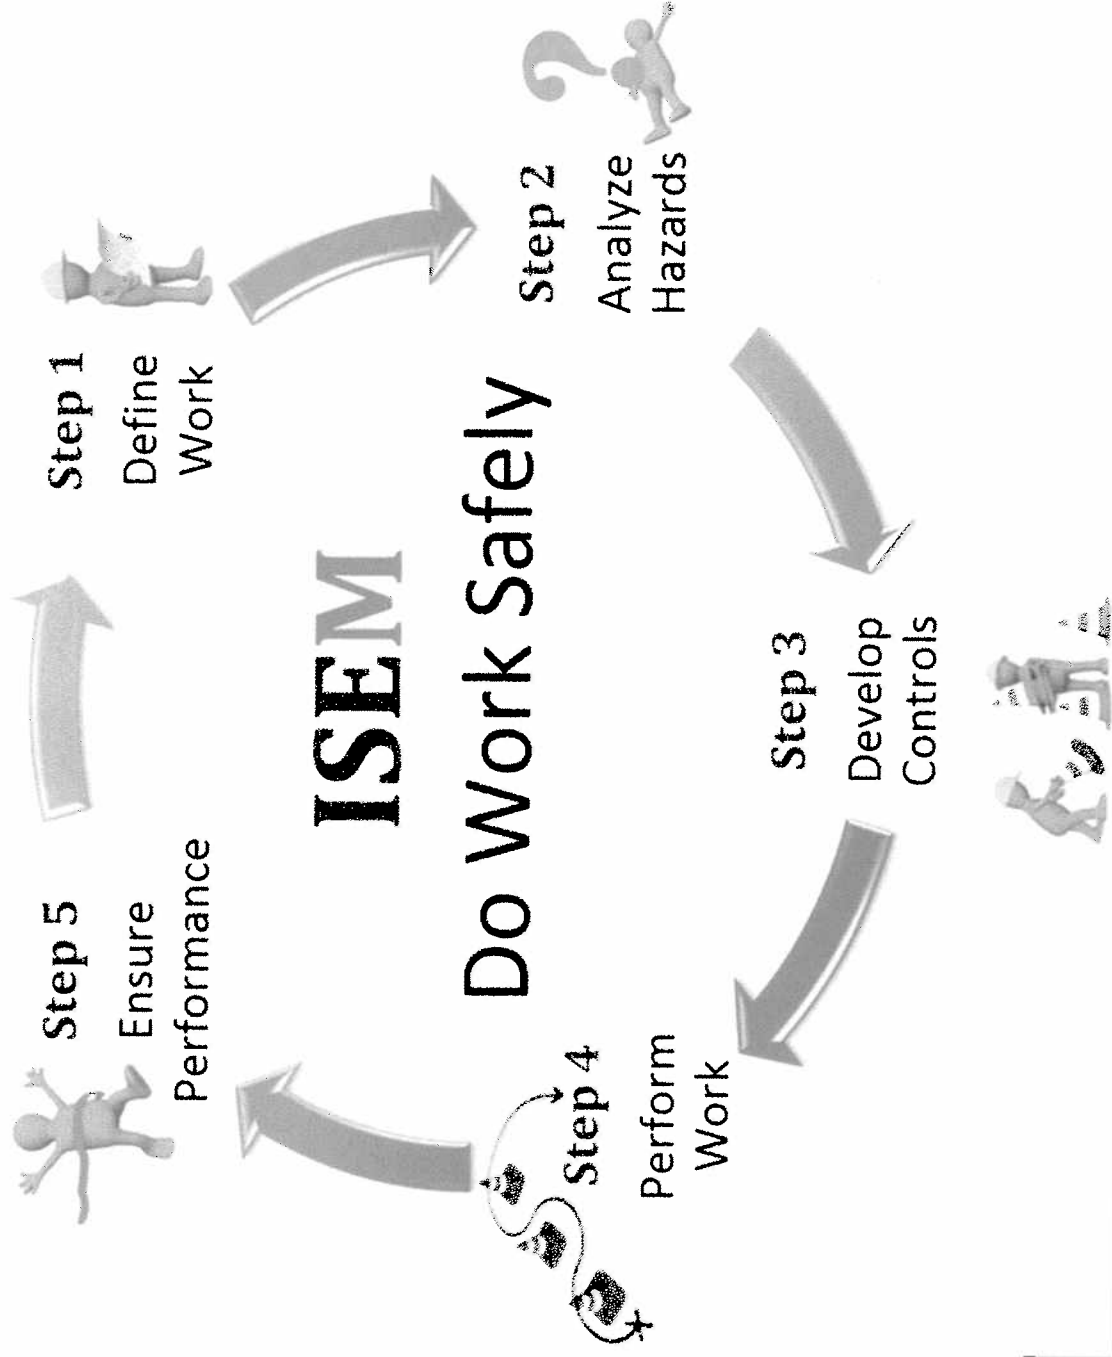 ISEM
Do Work Safely
Step 1
Define
Work
Step 2
Analyze
Hazards
Step 3
Develop
Controls
Step 4
Perform
Work
Step 5
Ensure
Performance